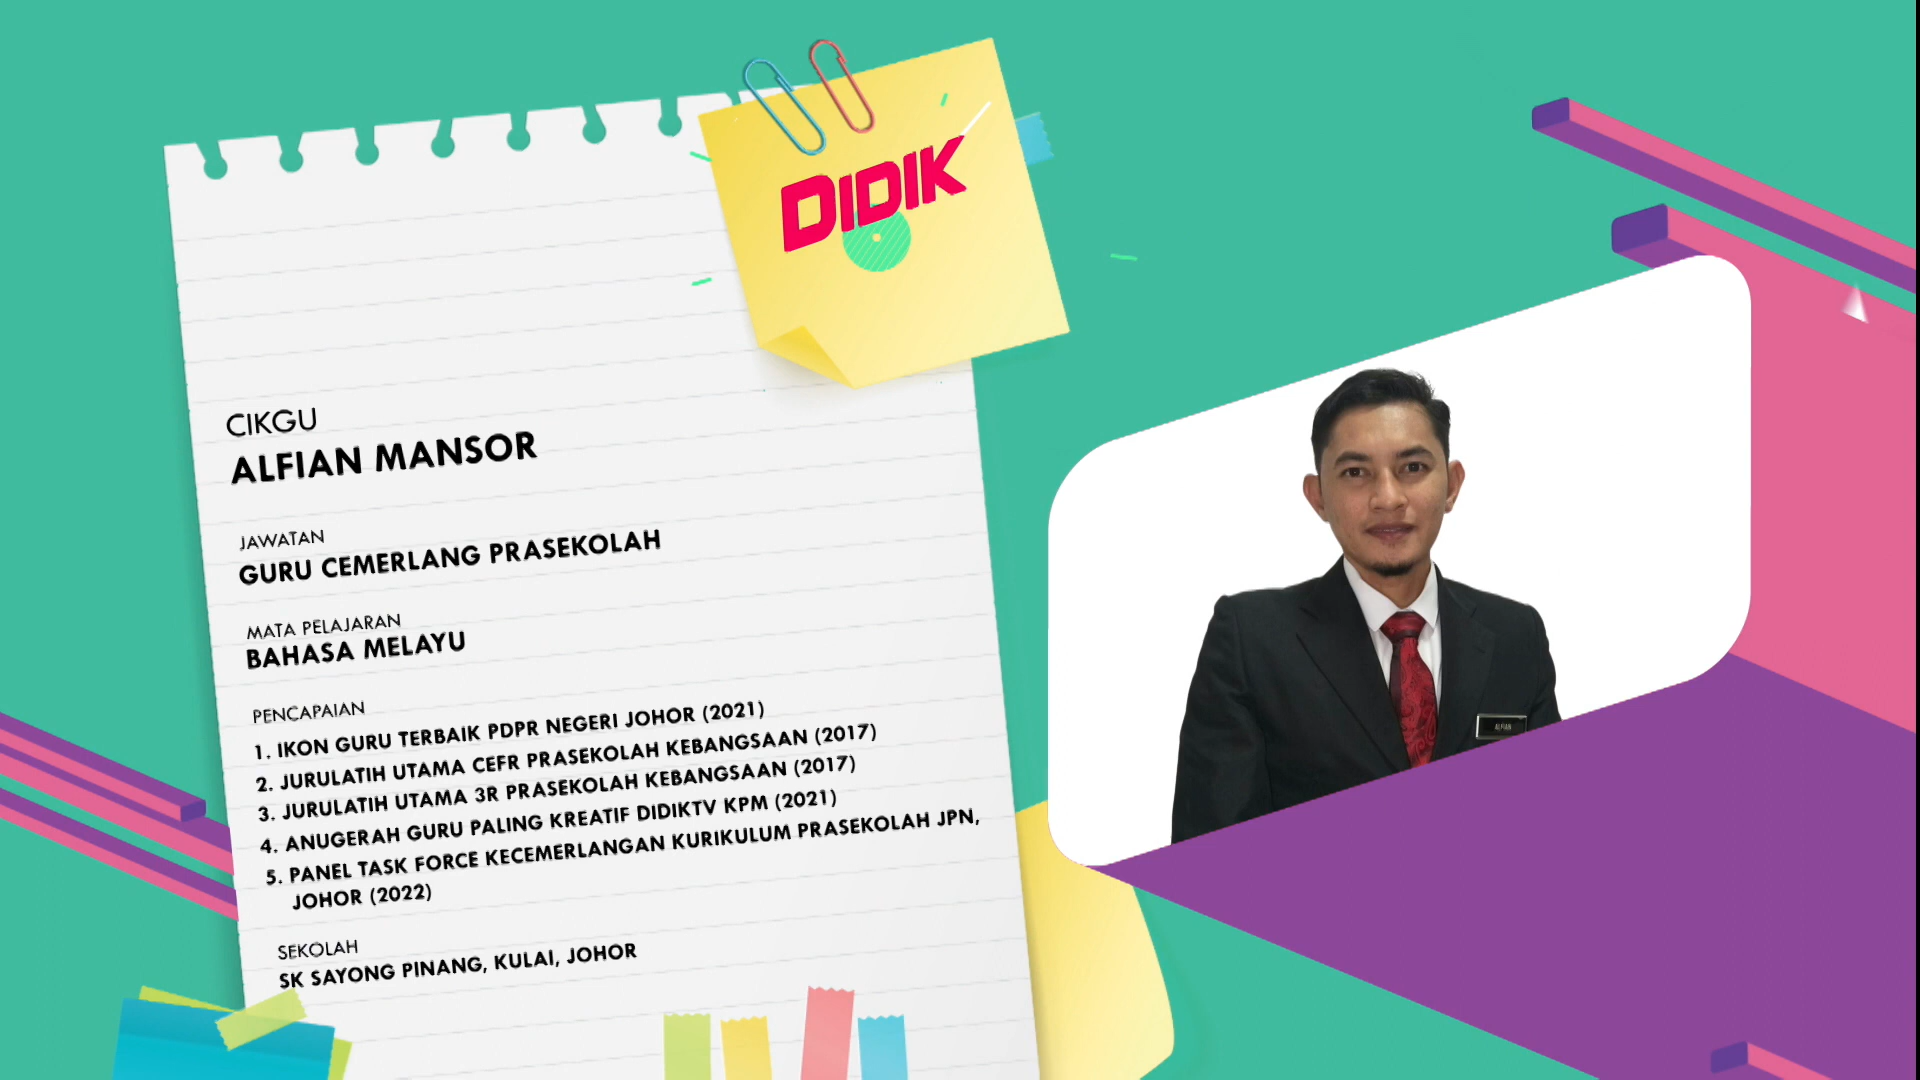 DIDIK
CIKGU
ALFIAN MANSOR
JAWATAN
GURU CEMERLANG PRASEKOLAH
MATA PELAJARAN
BAHASA MELAYU
PENCAPAIAN
1. IKON GURU TERBAIK PDPR NEGERI JOHOR (2021)
2. JURULATIH UTAMA CEFR PRASEKOLAH KEBANGSAAN (2017)
3. JURULATIH UTAMA 3R PRASEKOLAH KEBANGSAAN (2017)
4. ANUGERAH GURU PALING KREATIF DIDIKTV KPM (2021)
5. PANEL TASK FORCE KECEMERLANGAN KURIKULUM PRASEKOLAH JPN,
JOHOR (2022)
SEKOLAH
SK SAYONG PINANG, KULAI, JOHOR
ALFIAN